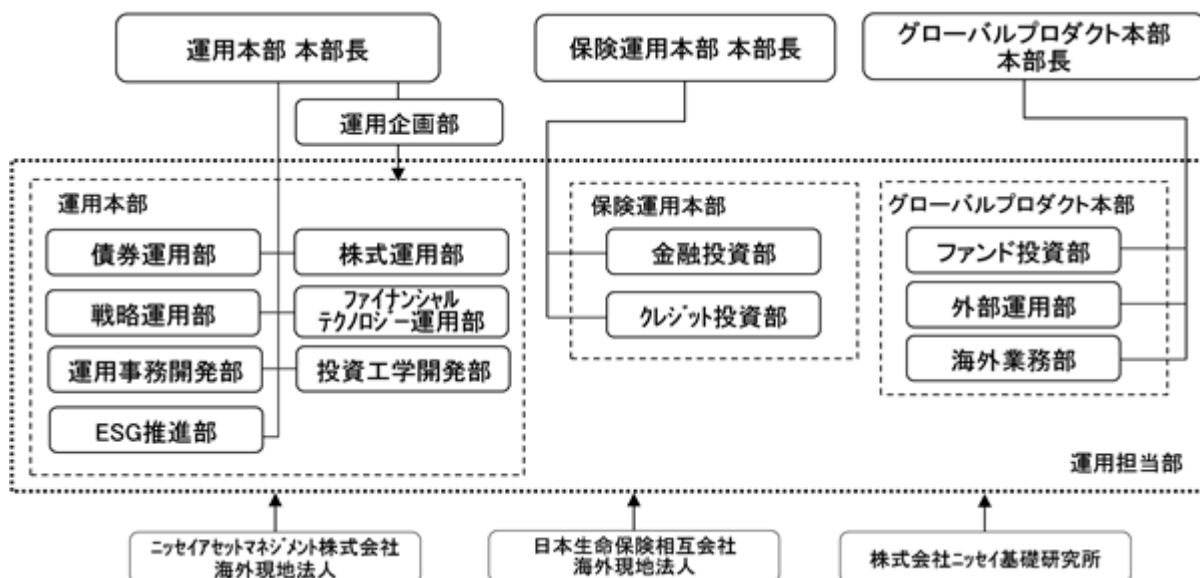 運用本部 本部長
保険運用本部 本部長
グローバルプロダクト本部
本部長
運用企画部
運用本部
債券運用部
株式運用部
戦略運用部
ファイナンシャル
テクノロジー運用部
運用事務開発部
投資工学開発部
ESG推進部
保険運用本部
金融投資部
クレジット投資部
グローバルプロダクト本部
ファンド投資部
外部運用部
海外業務部
運用担当部
ニッセイアセットマネジメント株式会社
海外現地法人
日本生命保険相互会社
海外現地法人
株式会社ニッセイ基礎研究所